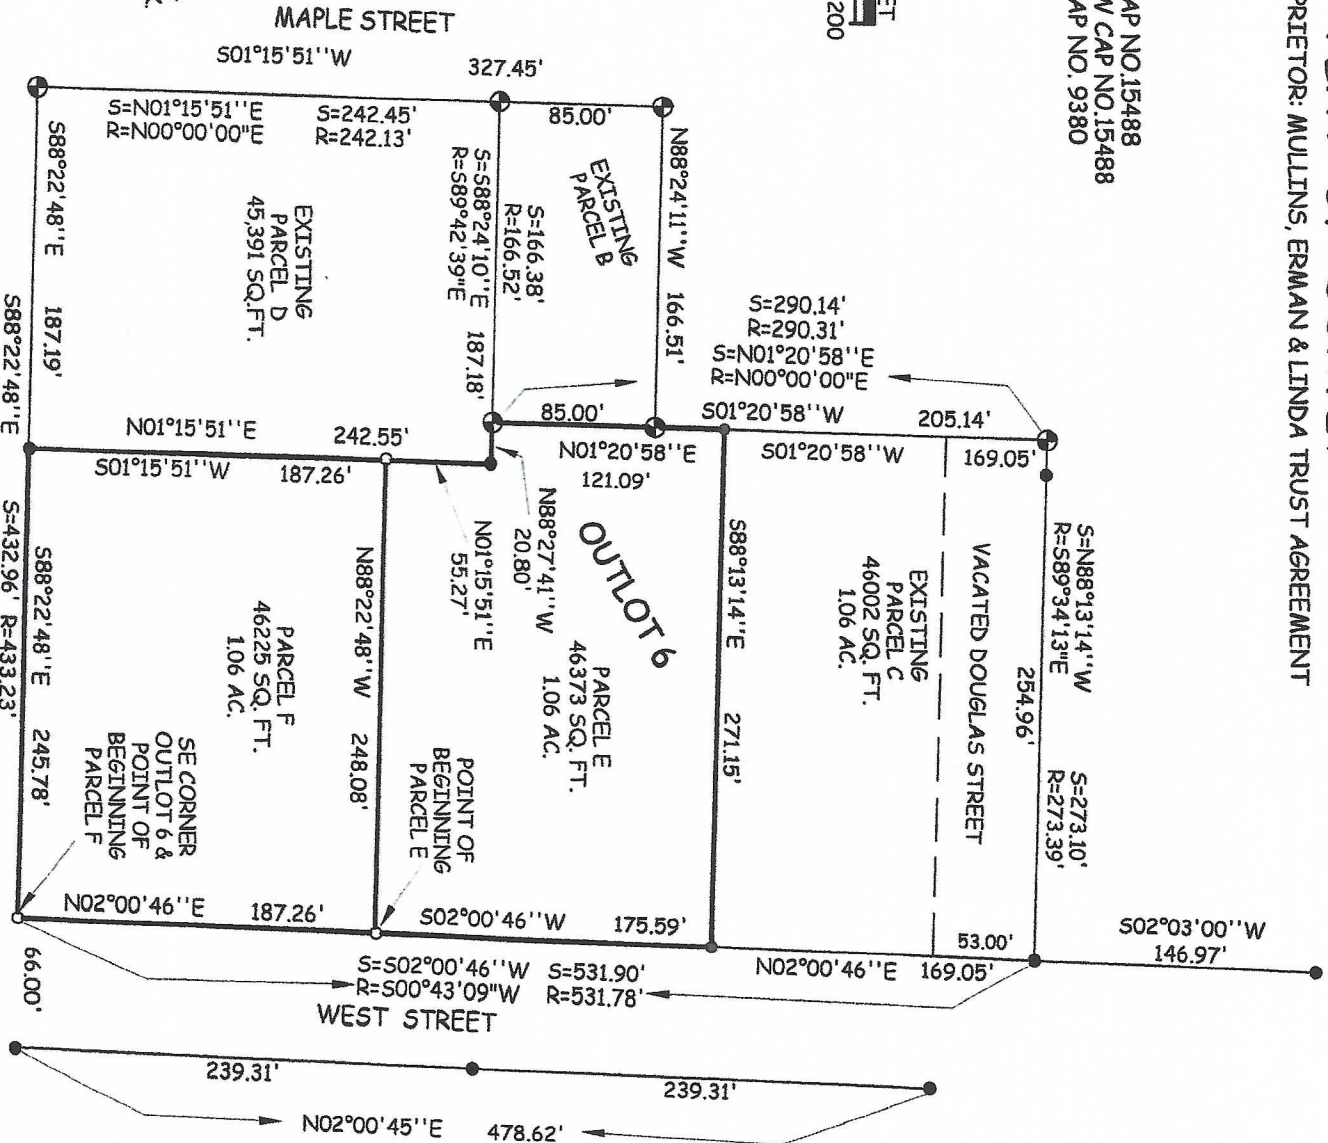 PRIETOR: MULLINS, ERMAN & LINDA TRUST AGREEMENT
AP NO.15488
W CAP NO.15488
AP NO. 9380
ET
200
MAPLE STREET
S01°15'51''W
327.45'
S=N01°15'51''E
R=N00°00'00"E
S=242.45'
R=242.13'
85.00'
N88°24'11''W 166.51'
EXISTING
PARCEL B
S=166.38'
R=166.52'
S=S88°24'10''E 187.18'
R=S89°42'39"E
S88°22'48''E 187.19'
EXISTING
PARCEL D
45,391 SQ.FT.
S=290.14'
R=290.31'
S=N01°20'58''E
R=N00°00'00"E
85.00'
S01°20'58''W
205.14'
N01°20'58''E
121.09'
S01°20'58''W
169.05'
N01°15'51''E
242.55'
S01°15'51''W
187.26'
N01°15'51''E
55.27'
N88°27'41''W
20.80'
OUTLOT 6
S88°13'14''E 271.15'
EXISTING
PARCEL C
46002 SQ. FT.
1.06 AC.
VACATED DOUGLAS STREET
S=N88°13'14''W
R=S89°34'13"E
254.96'
S=273.10'
R=273.39'
S88°22'48''E
S=432.96' R=433.23'
S88°22'48''E 245.78'
PARCEL F
46225 SQ. FT.
1.06 AC.
N88°22'48''W 248.08'
PARCEL E
46373 SQ. FT.
1.06 AC.
POINT OF
BEGINNING
PARCEL E
SE CORNER
OUTLOT 6 &
POINT OF
BEGINNING
PARCEL F
N02°00'46''E
187.26'
S02°00'46''W
175.59'
N02°00'46''E
169.05'
53.00'
S02°03'00''W
146.97'
S=S02°00'46''W S=531.90'
R=S00°43'09"W R=531.78'
66.00'
WEST STREET
239.31'
239.31'
N02°00'45''E 478.62'